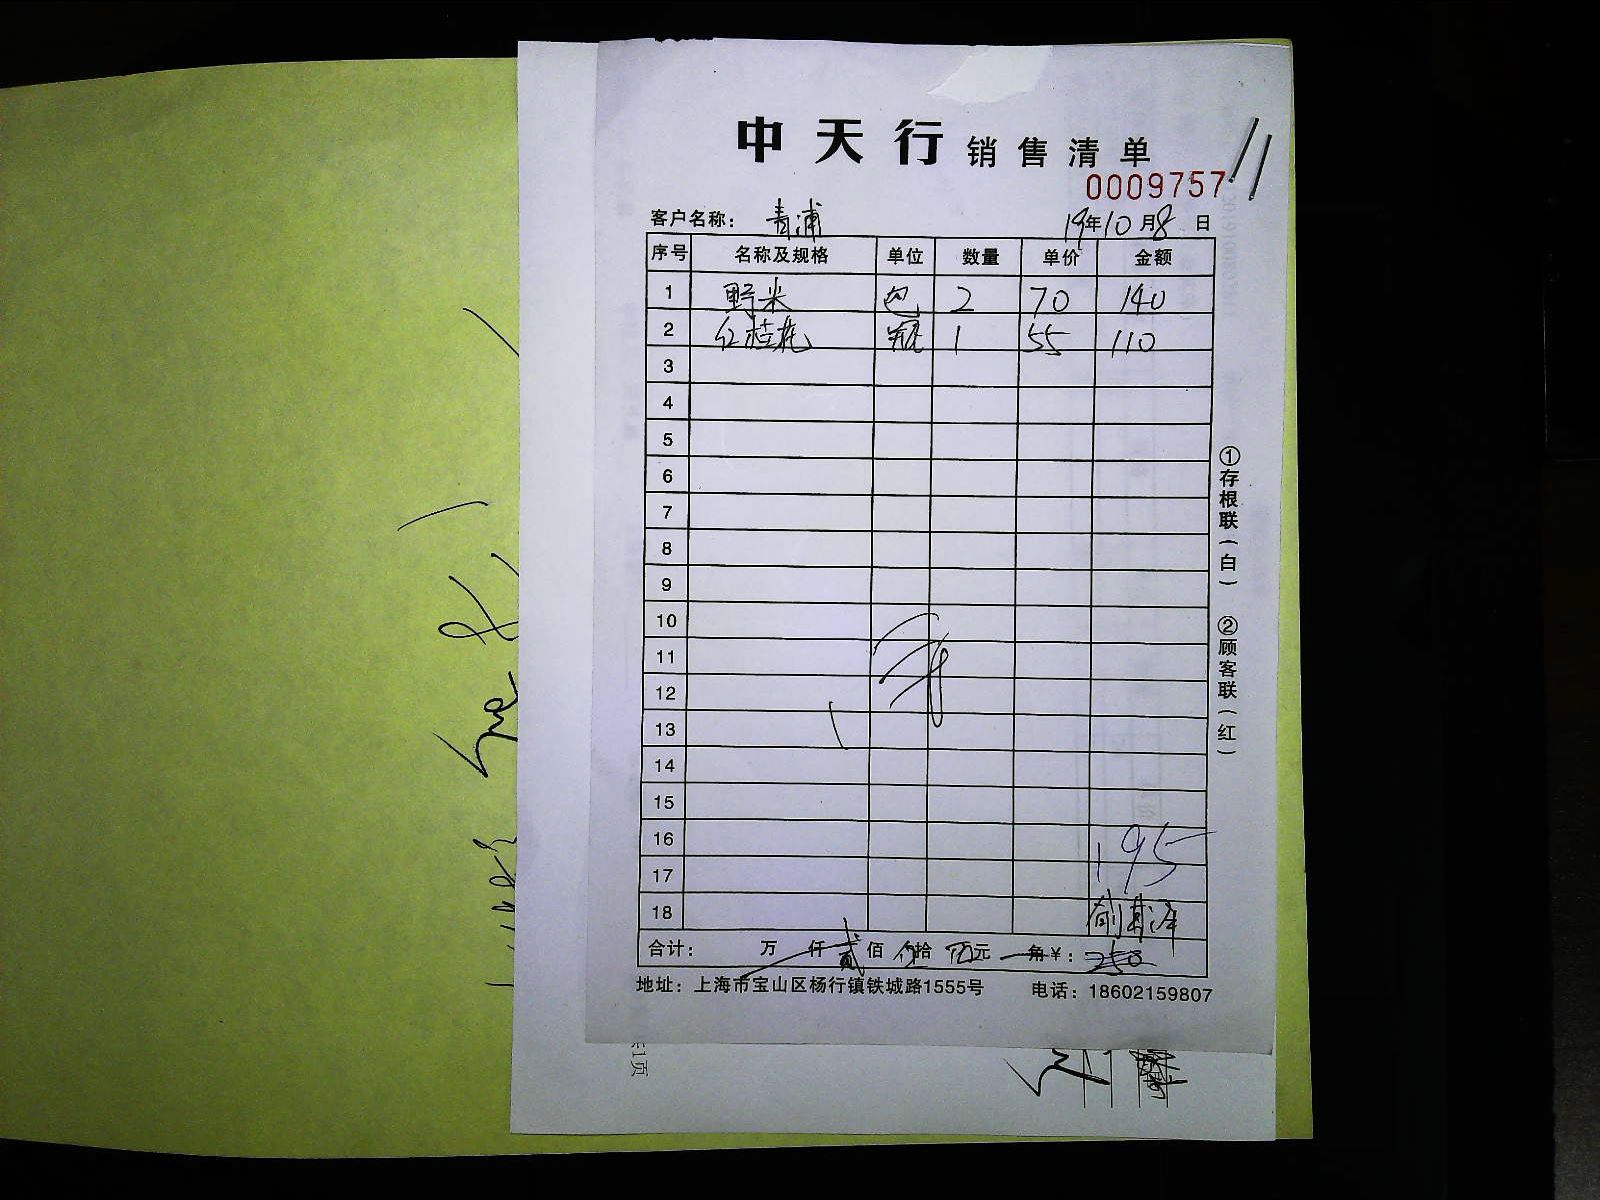 中天行 销售清单
0009757
客户名称： 青浦 19年10月8日
序号 名称及规格 单位 数量 单价 金额
1 野米 包 2 70 140
2 红桂花 瓶 1 55 110
3
4
5
6
7
8
9
10
11
12
13
14
15
16 195
17
18
合计： 万 仟 贰佰 伍拾 元 角 ￥：250
地址：上海市宝山区杨行镇铁城路1555号 电话：18602159807
①存根联（白） ②顾客联（红）